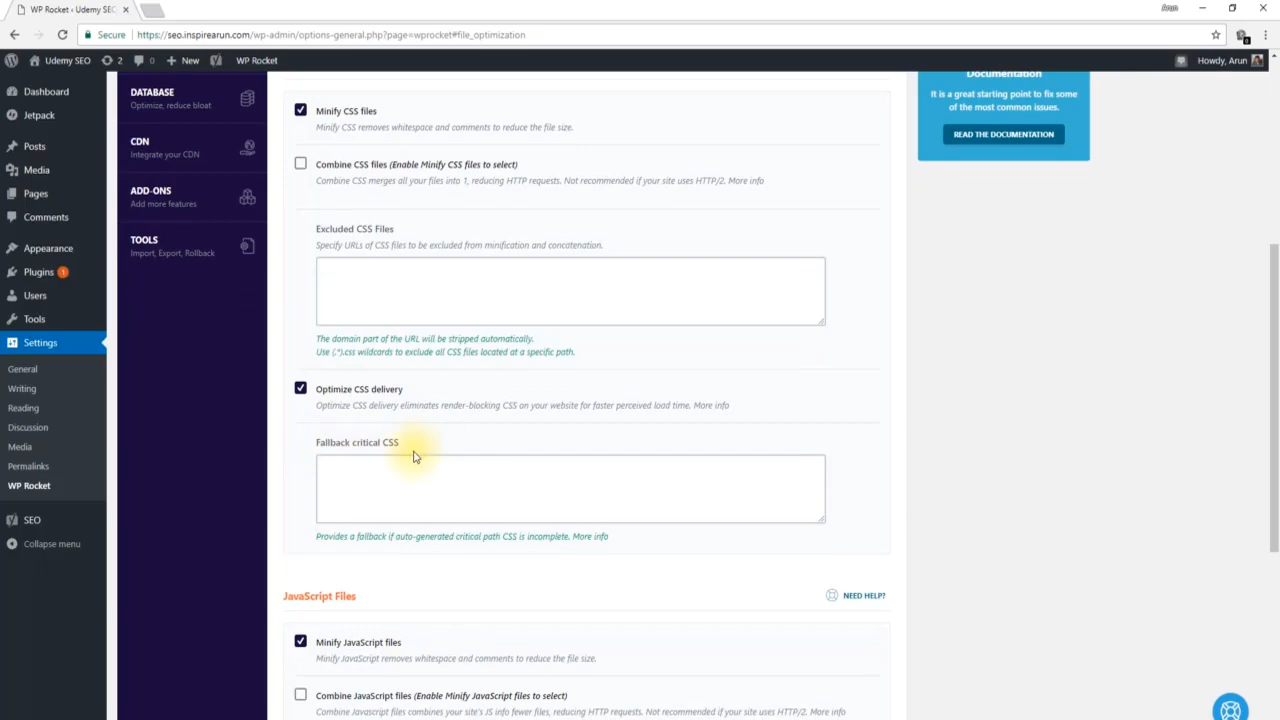 WP Rocket ‹ Udemy SEO
Arun
Secure
https://seo.inspirearun.com/wp-admin/options-general.php?page=wprocket#file_optimization
Udemy SEO
2
0
New
WP Rocket
Howdy, Arun
Dashboard
Jetpack
Posts
Media
Pages
Comments
Appearance
Plugins 1
Users
Tools
Settings
General
Writing
Reading
Discussion
Media
Permalinks
WP Rocket
SEO
Collapse menu
DATABASE
Optimize, reduce bloat
CDN
Integrate your CDN
ADD-ONS
Add more features
TOOLS
Import, Export, Rollback
Minify CSS files
Minify CSS removes whitespace and comments to reduce the file size.
Combine CSS files (Enable Minify CSS files to select)
Combine CSS merges all your files into 1, reducing HTTP requests. Not recommended if your site uses HTTP/2. More info
Excluded CSS Files
Specify URLs of CSS files to be excluded from minification and concatenation.
The domain part of the URL will be stripped automatically.
Use (.*).css wildcards to exclude all CSS files located at a specific path.
Optimize CSS delivery
Optimize CSS delivery eliminates render-blocking CSS on your website for faster perceived load time. More info
Fallback critical CSS
Provides a fallback if auto-generated critical path CSS is incomplete. More info
JavaScript Files
NEED HELP?
Minify JavaScript files
Minify JavaScript removes whitespace and comments to reduce the file size.
Combine JavaScript files (Enable Minify JavaScript files to select)
Combine Javascript files combines your site's JS info fewer files, reducing HTTP requests. Not recommended if your site uses HTTP/2. More info
Documentation
It is a great starting point to fix some
of the most common issues.
READ THE DOCUMENTATION